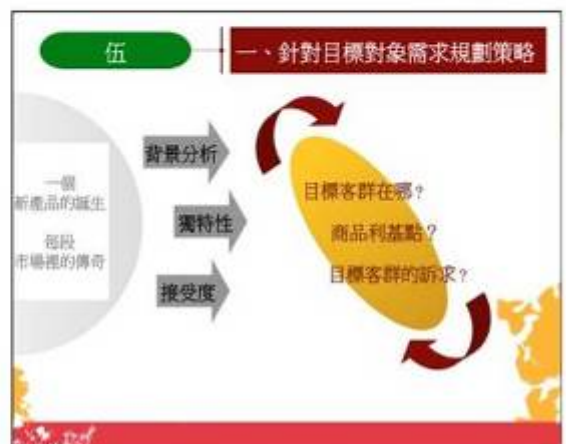 伍
一、針對目標對象需求規劃策略
一個
新產品的誕生
每段
市場裡的傳奇
背景分析
獨特性
接受度
目標客群在哪?
商品利基點?
目標客群的訴求?